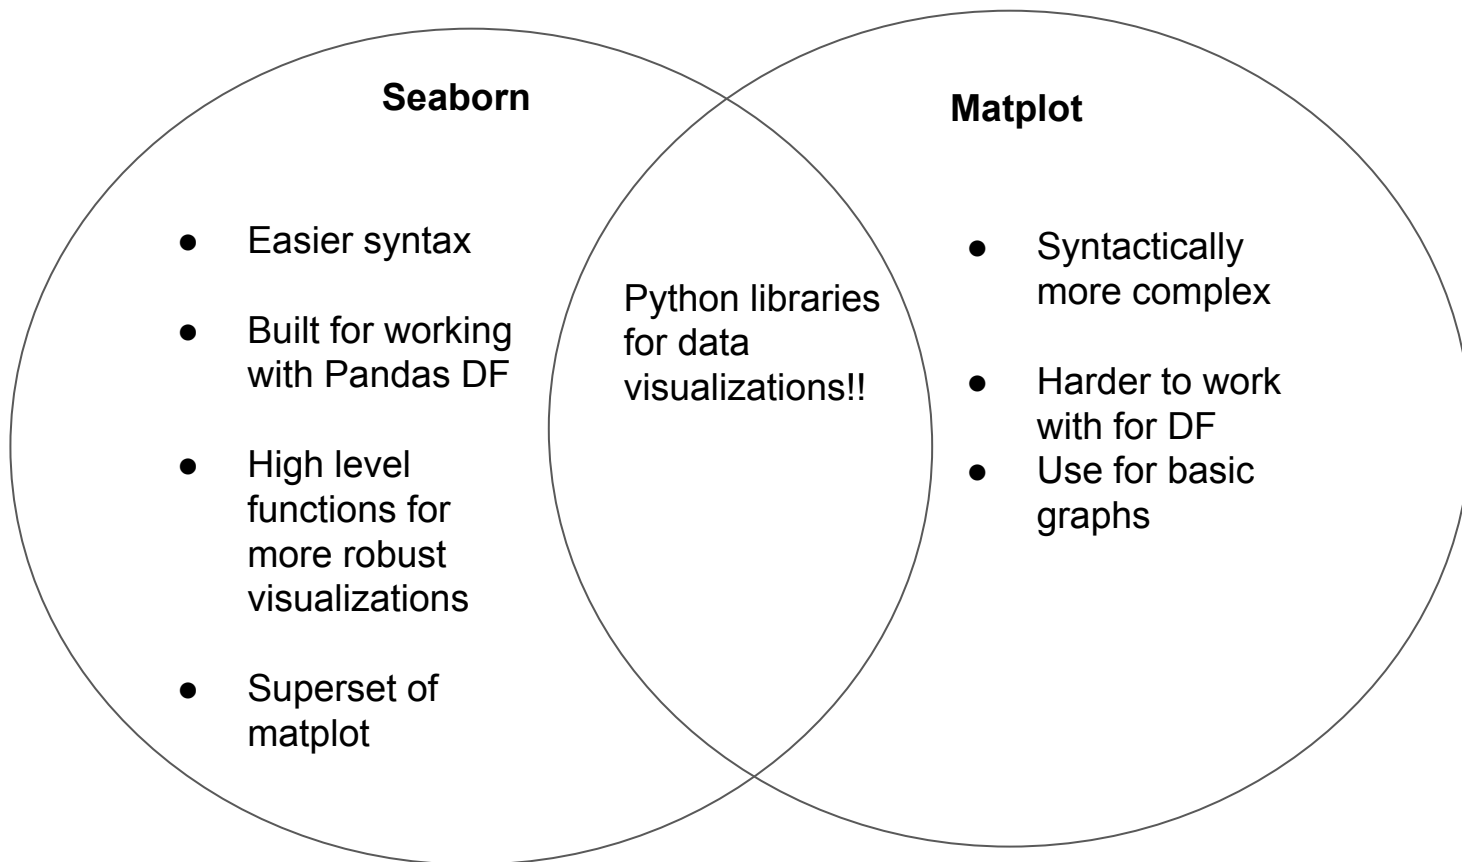 Seaborn
● Easier syntax
● Built for working
with Pandas DF
● High level
functions for
more robust
visualizations
● Superset of
matplot
Python libraries
for data
visualizations!!
Matplot
● Syntactically
more complex
● Harder to work
with for DF
● Use for basic
graphs